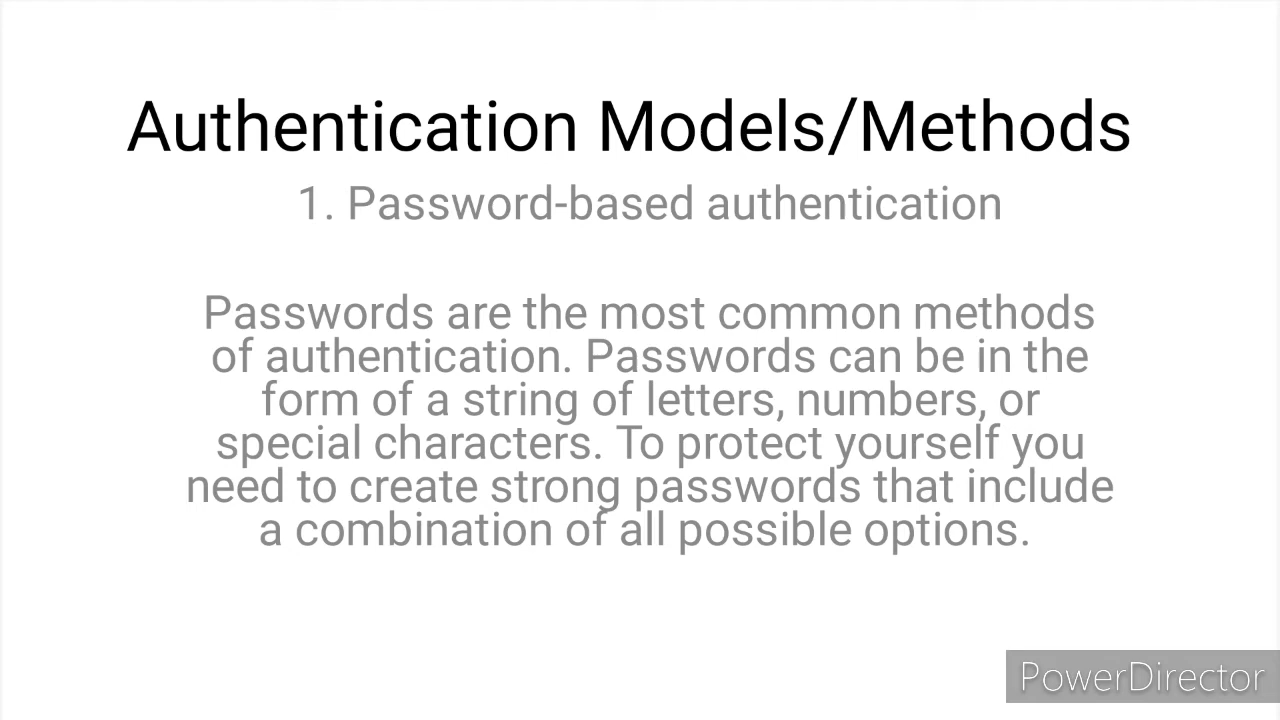 Authentication Models/Methods
1. Password-based authentication
Passwords are the most common methods
of authentication. Passwords can be in the
form of a string of letters, numbers, or
special characters. To protect yourself you
need to create strong passwords that include
a combination of all possible options.
PowerDirector